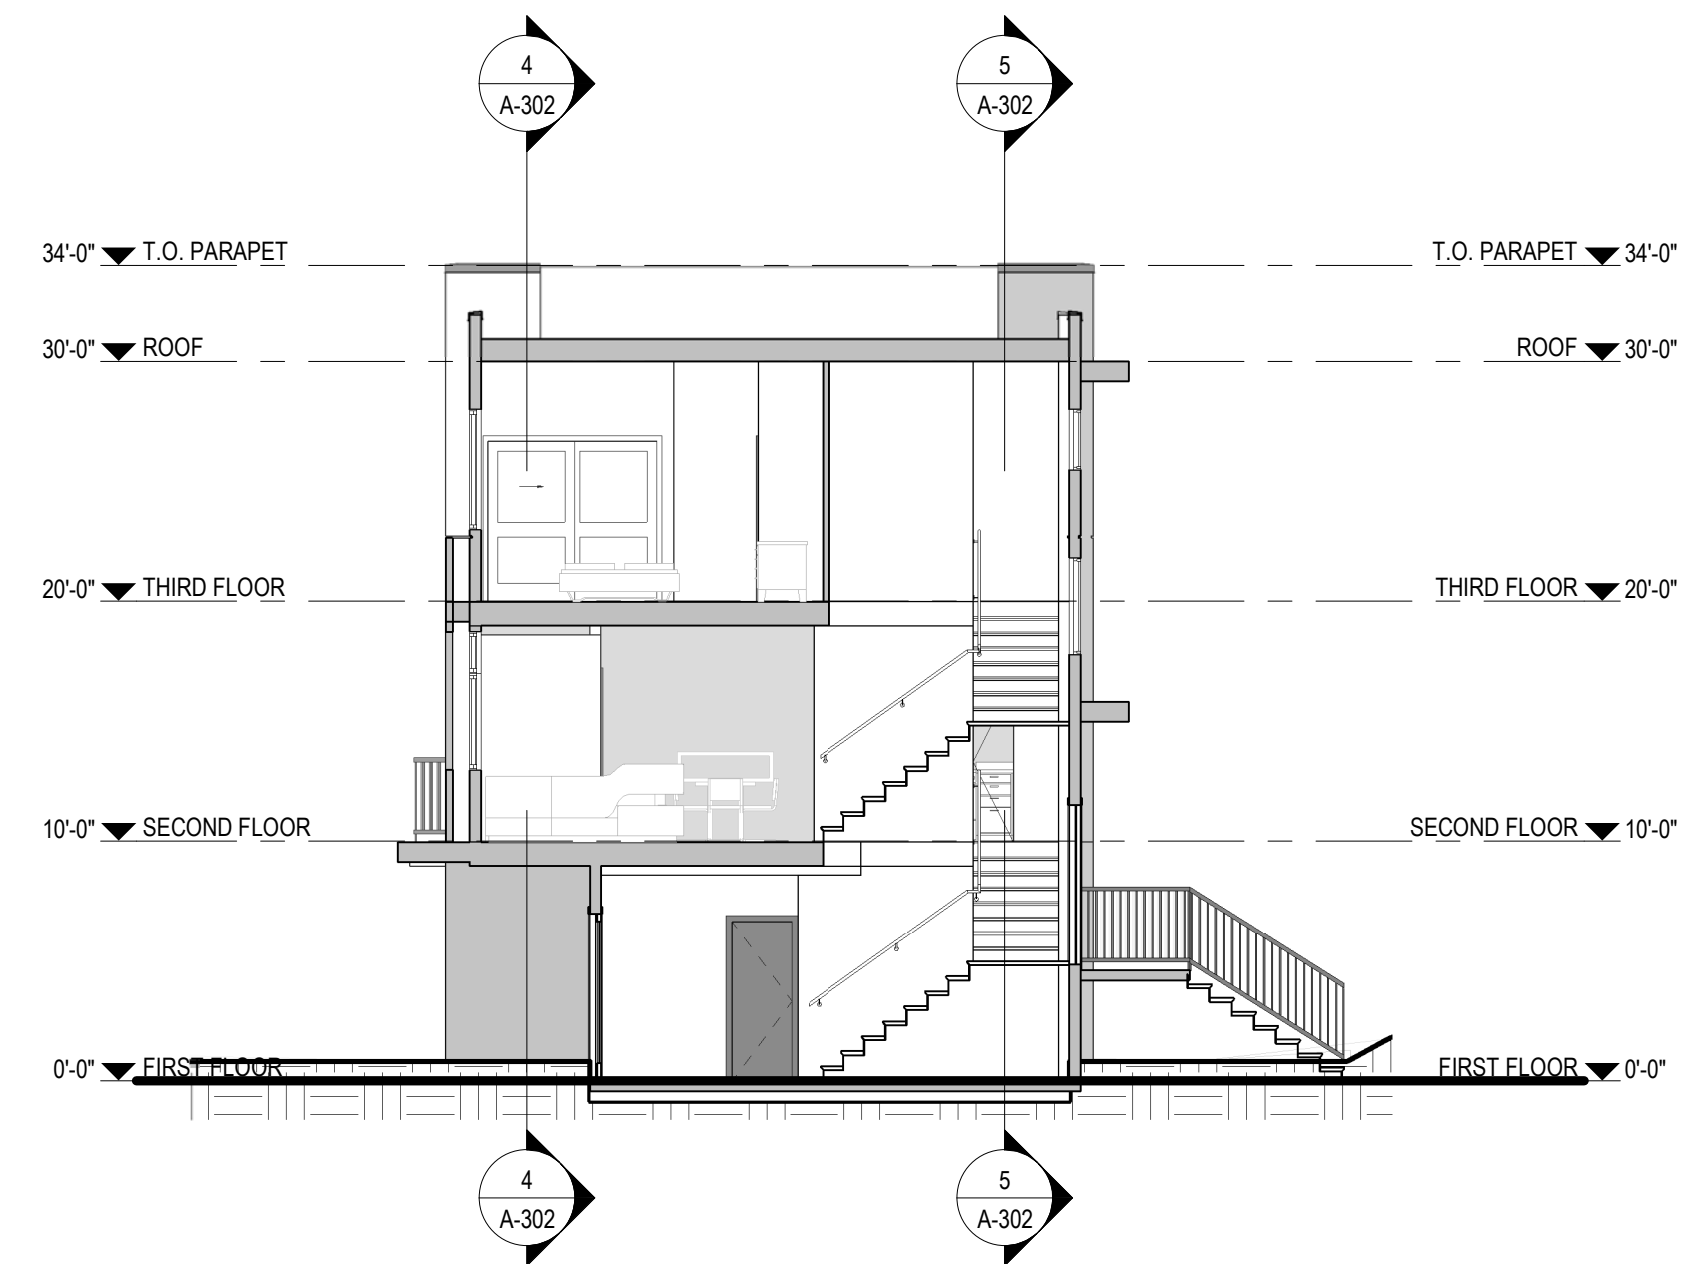 4
A-302
5
A-302
34'-0" T.O. PARAPET
T.O. PARAPET 34'-0"
30'-0" ROOF
ROOF 30'-0"
20'-0" THIRD FLOOR
THIRD FLOOR 20'-0"
10'-0" SECOND FLOOR
SECOND FLOOR 10'-0"
0'-0" FIRST FLOOR
FIRST FLOOR 0'-0"
4
A-302
5
A-302